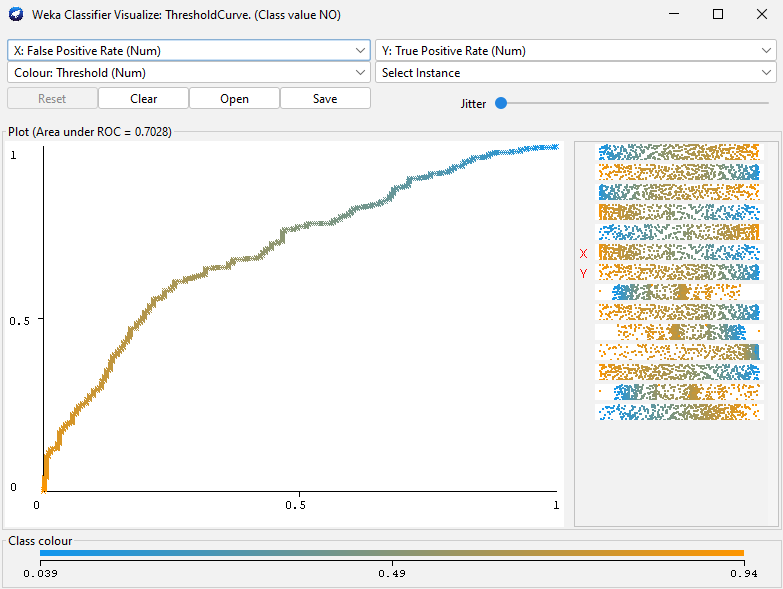 Weka Classifier Visualize: ThresholdCurve. (Class value NO)
X: False Positive Rate (Num)
Y: True Positive Rate (Num)
Colour: Threshold (Num)
Select Instance
Reset
Clear
Open
Save
Jitter
Plot (Area under ROC = 0.7028)
1
0.5
0
0
0.5
1
X
Y
Class colour
0.039
0.49
0.94